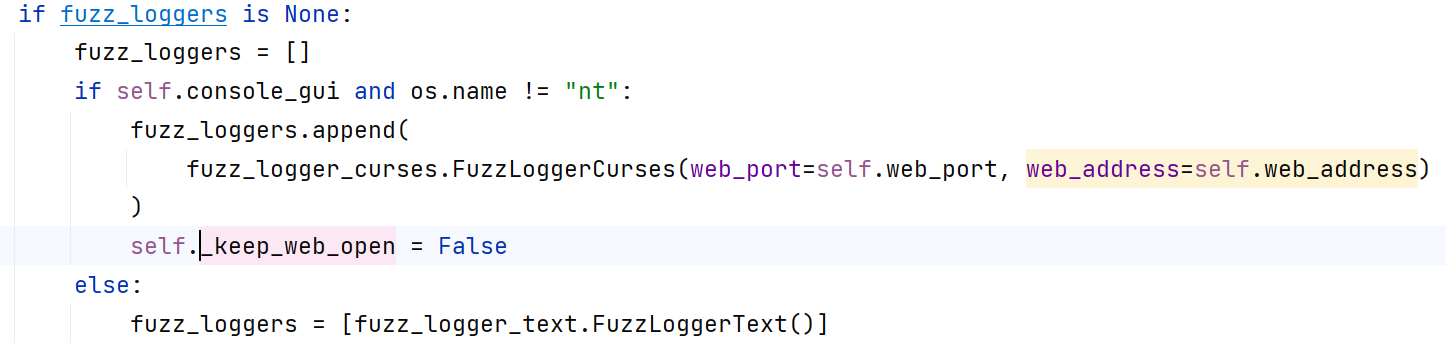 if fuzz_loggers is None:
    fuzz_loggers = []
    if self.console_gui and os.name != "nt":
        fuzz_loggers.append(
            fuzz_logger_curses.FuzzLoggerCurses(web_port=self.web_port, web_address=self.web_address)
        )
        self._keep_web_open = False
    else:
        fuzz_loggers = [fuzz_logger_text.FuzzLoggerText()]